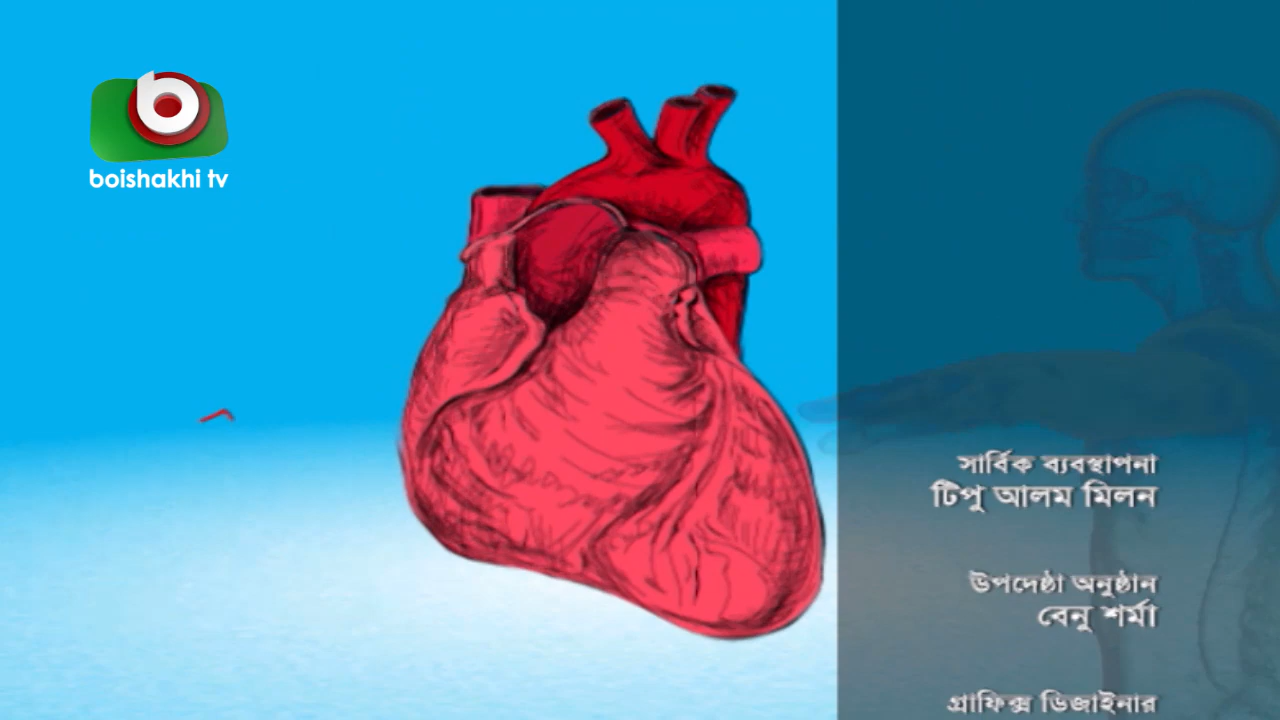 boishakhi tv
সার্বিক ব্যবস্থাপনা
টিপু আলম মিলন
উপদেষ্ঠা অনুষ্ঠান
বেনু শর্মা
গ্রাফিক্স ডিজাইনার